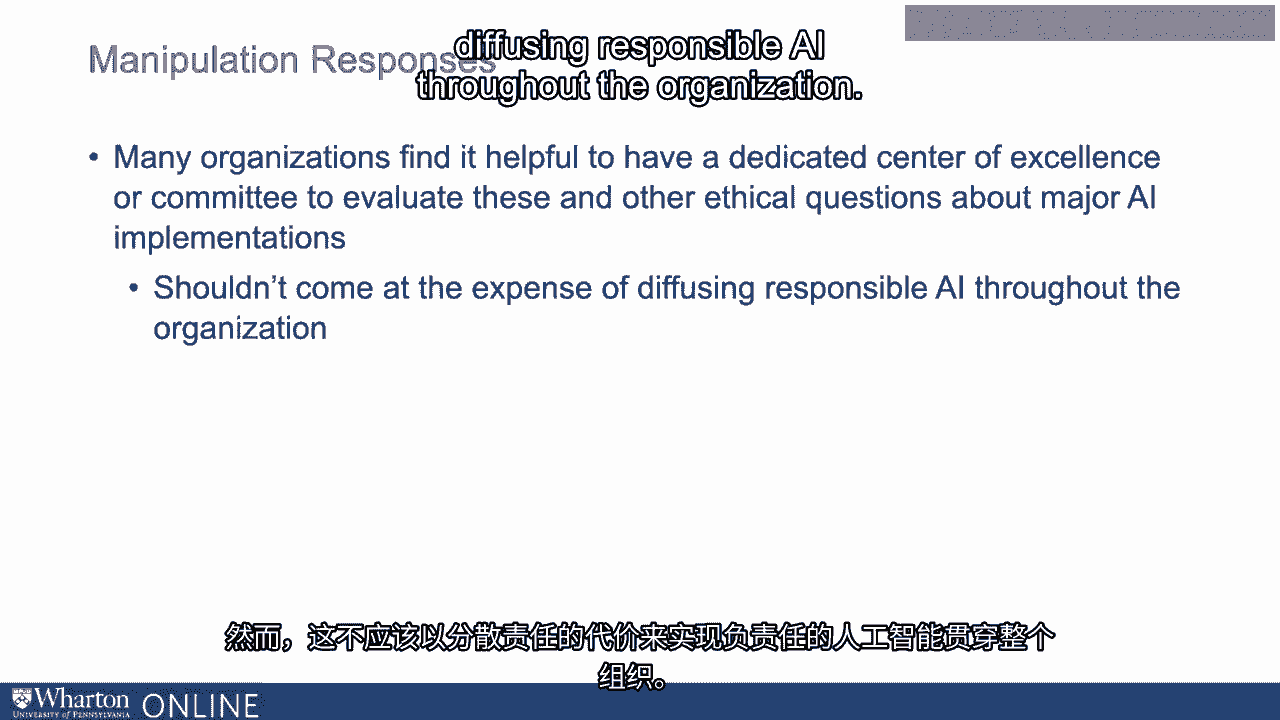 diffusing responsible AI
Manipulation Responses
throughout the organization.
• Many organizations find it helpful to have a dedicated center of excellence
or committee to evaluate these and other ethical questions about major AI
implementations
• Shouldn’t come at the expense of diffusing responsible AI throughout the
organization
然而，这不应该以分散责任的代价来实现负责任的人工智能贯穿整个
组织。
Wharton ONLINE
UNIVERSITY of PENNSYLVANIA